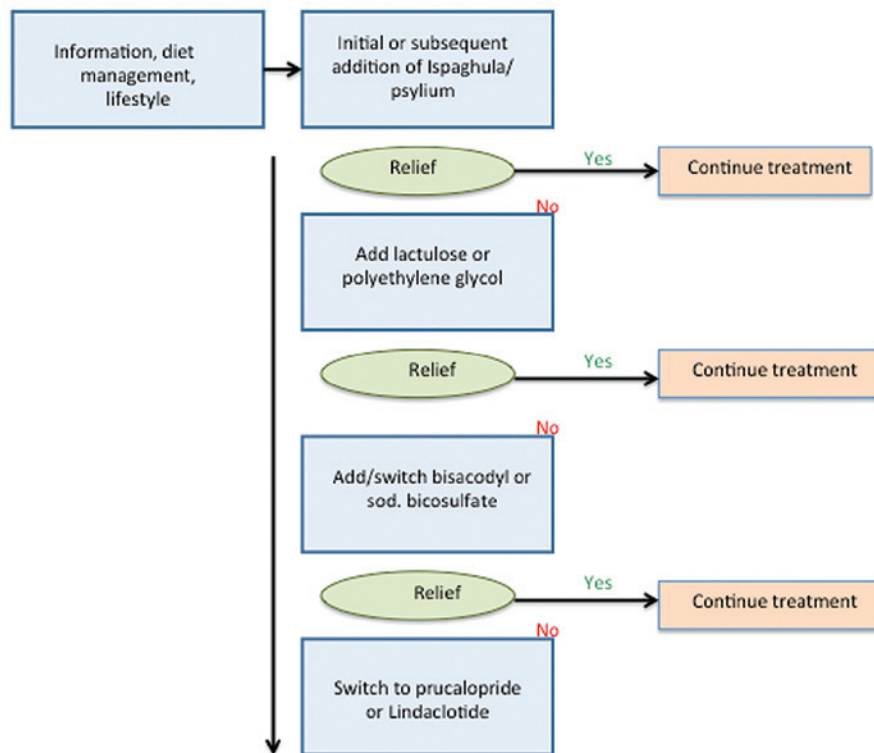 Information, diet
management,
lifestyle
Initial or subsequent
addition of Ispaghula/
psylium
Relief
Yes
Continue treatment
No
Add lactulose or
polyethylene glycol
Relief
Yes
Continue treatment
No
Add/switch bisacodyl or
sod. bicosulfate
Relief
Yes
Continue treatment
No
Switch to prucalopride
or Lindaclotide